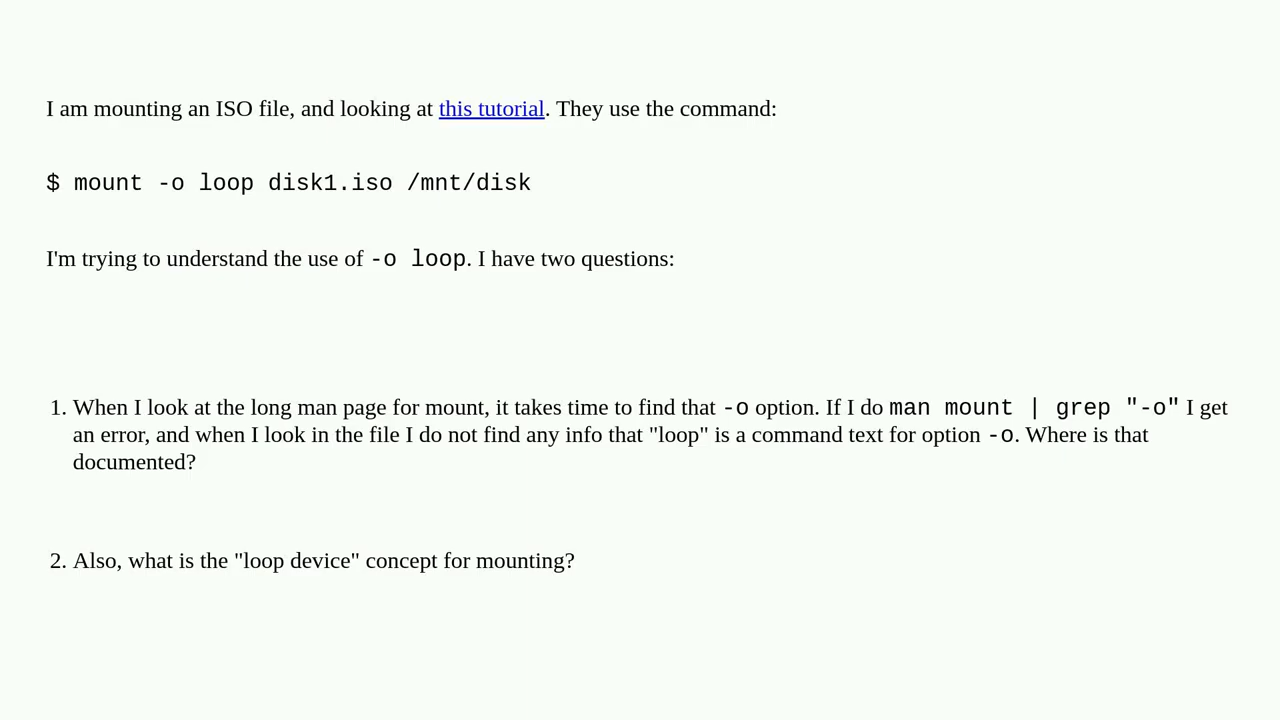 I am mounting an ISO file, and looking at this tutorial. They use the command:
$ mount -o loop disk1.iso /mnt/disk
I'm trying to understand the use of -o loop. I have two questions:
1. When I look at the long man page for mount, it takes time to find that -o option. If I do man mount | grep "-o" I get
an error, and when I look in the file I do not find any info that "loop" is a command text for option -o. Where is that
documented?
2. Also, what is the "loop device" concept for mounting?